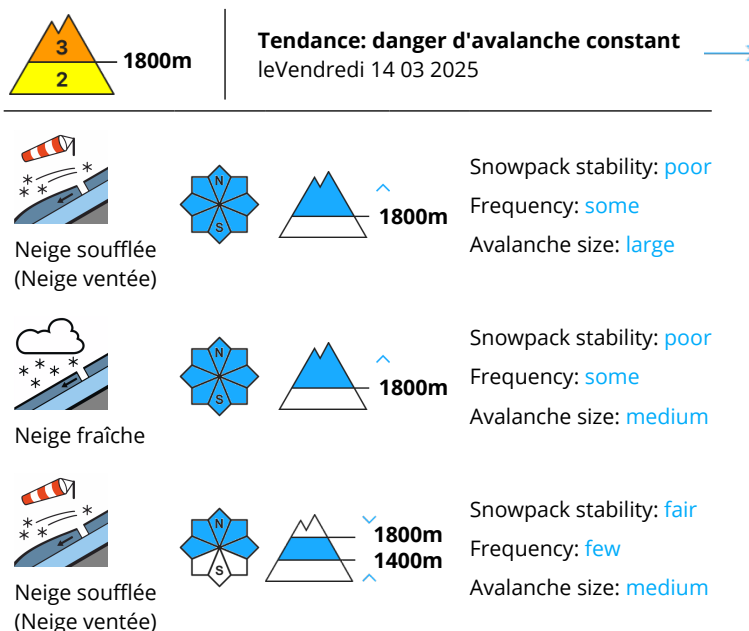 3
2
1800m
Tendance: danger d'avalanche constant
leVendredi 14 03 2025
N
S
1800m
Snowpack stability: poor
Frequency: some
Avalanche size: large
Neige soufflée
(Neige ventée)
N
S
1800m
Snowpack stability: poor
Frequency: some
Avalanche size: medium
Neige fraîche
N
S
1800m
1400m
Snowpack stability: fair
Frequency: few
Avalanche size: medium
Neige soufflée
(Neige ventée)